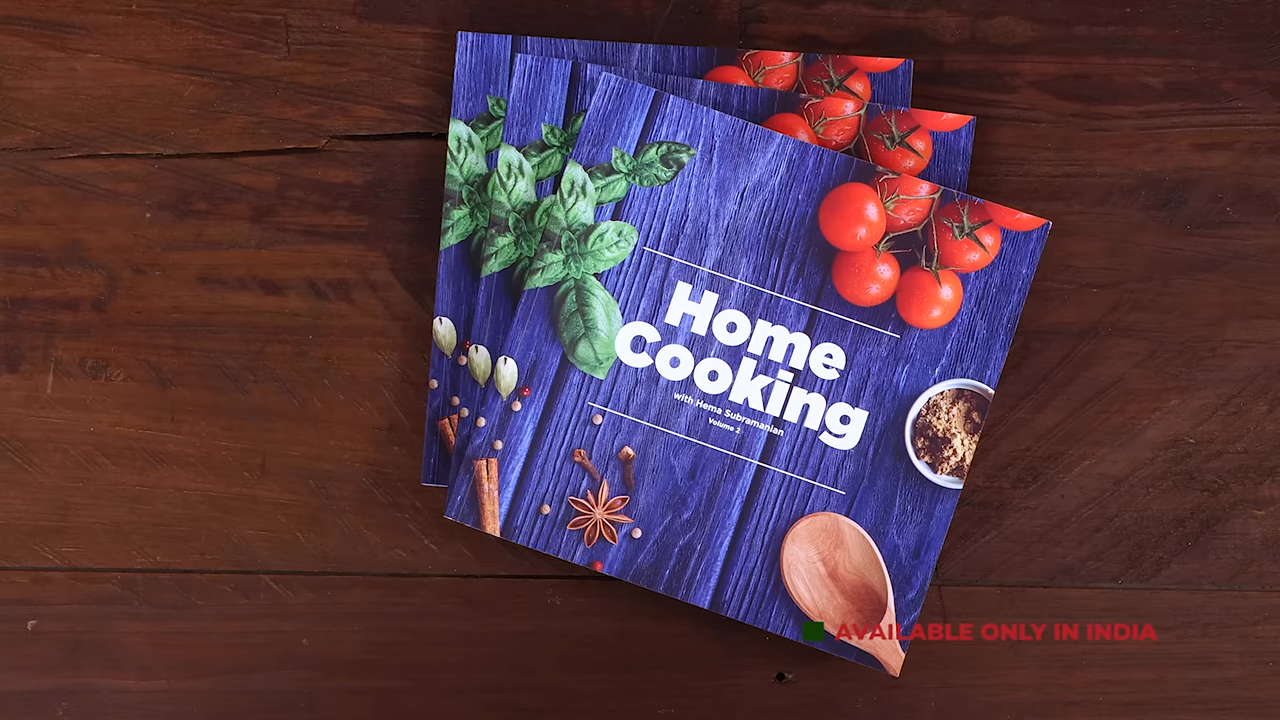 Home
Cooking
with Hema Subramanian
Volume 2
AVAILABLE ONLY IN INDIA